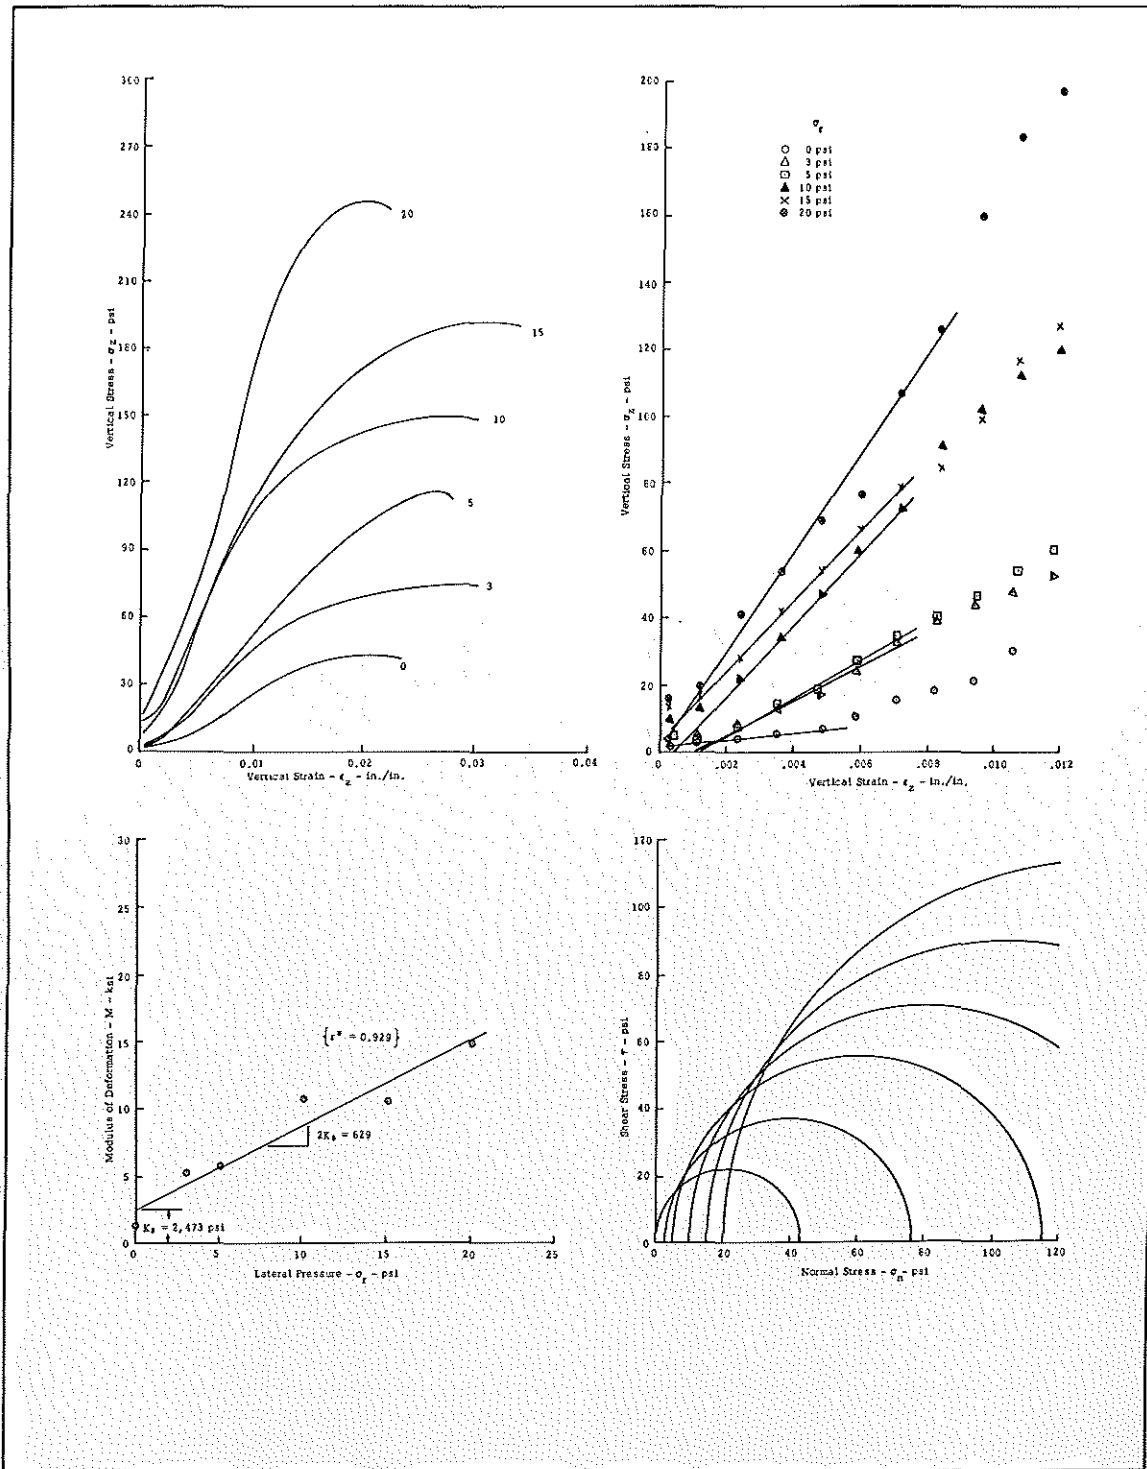 300
270
240
210
180
150
120
90
60
30
0
Vertical Stress - σz - psi
20
15
10
5
3
0
0 0.01 0.02 0.03 0.04
Vertical Strain - εz - in./in.
200
180
160
140
120
100
80
60
40
20
0
Vertical Stress - σz - psi
σr
0 psi
3 psi
5 psi
10 psi
15 psi
20 psi
0 .002 .004 .006 .008 .010 .012
Vertical Strain - εz - in./in.
30
25
20
15
10
5
0
Modulus of Deformation - M - ksi
{r² = 0.929}
2K₁ = 629
K₂ = 2,473 psi
0 5 10 15 20 25
Lateral Pressure - σr - psi
120
100
80
60
40
20
0
Shear Stress - τ - psi
0 20 40 60 80 100 120
Normal Stress - σn - psi